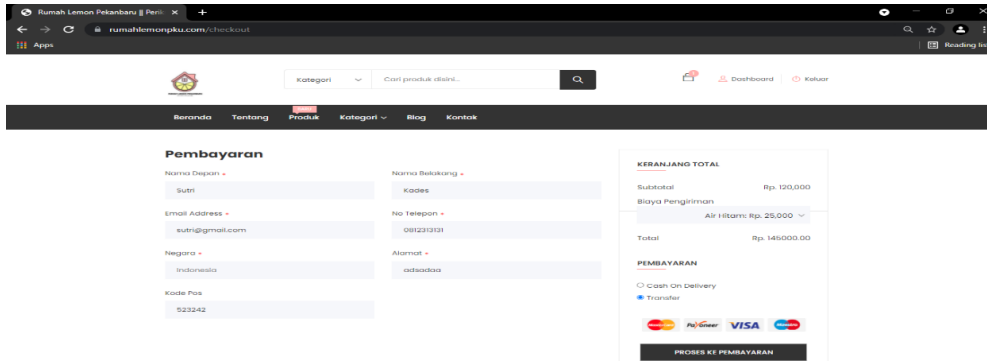 Rumah Lemon Pekanbaru || Perik
rumahlemonpku.com/checkout
Apps
Reading lis
Kategori
Cari produk disini...
Dashboard
Keluar
Beranda Tentang Produk Kategori Blog Kontak
Pembayaran
Nama Depan *
Nama Belakang *
Sutri
Kades
Email Address *
No Telepon *
sutri@gmail.com
0812313131
Negara *
Alamat *
Indonesia
adsadaa
Kode Pos
523242
KERANJANG TOTAL
Subtotal Rp. 120,000
Biaya Pengiriman
Air Hitam: Rp. 25,000
Total Rp. 145000.00
PEMBAYARAN
Cash On Delivery
Transfer
Payoneer VISA
PROSES KE PEMBAYARAN